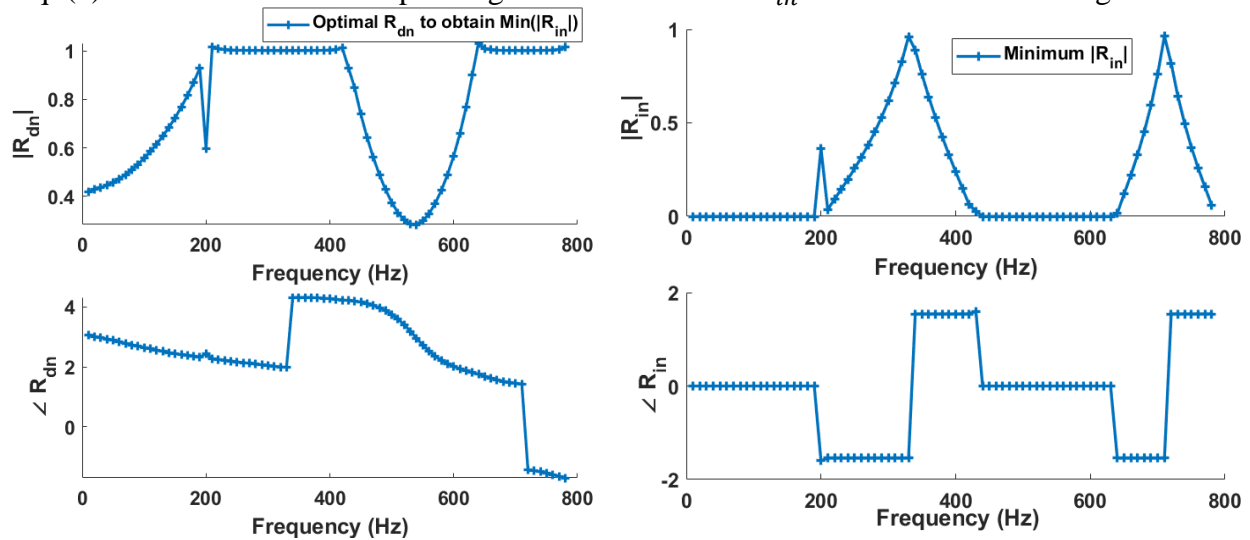 Optimal R_dn to obtain Min(|R_in|)
|R_dn|
1
0.8
0.6
0.4
0 200 400 600 800
Frequency (Hz)
∠ R_dn
4
2
0
0 200 400 600 800
Frequency (Hz)
Minimum |R_in|
|R_in|
1
0.5
0
0 200 400 600 800
Frequency (Hz)
∠ R_in
2
0
-2
0 200 400 600 800
Frequency (Hz)